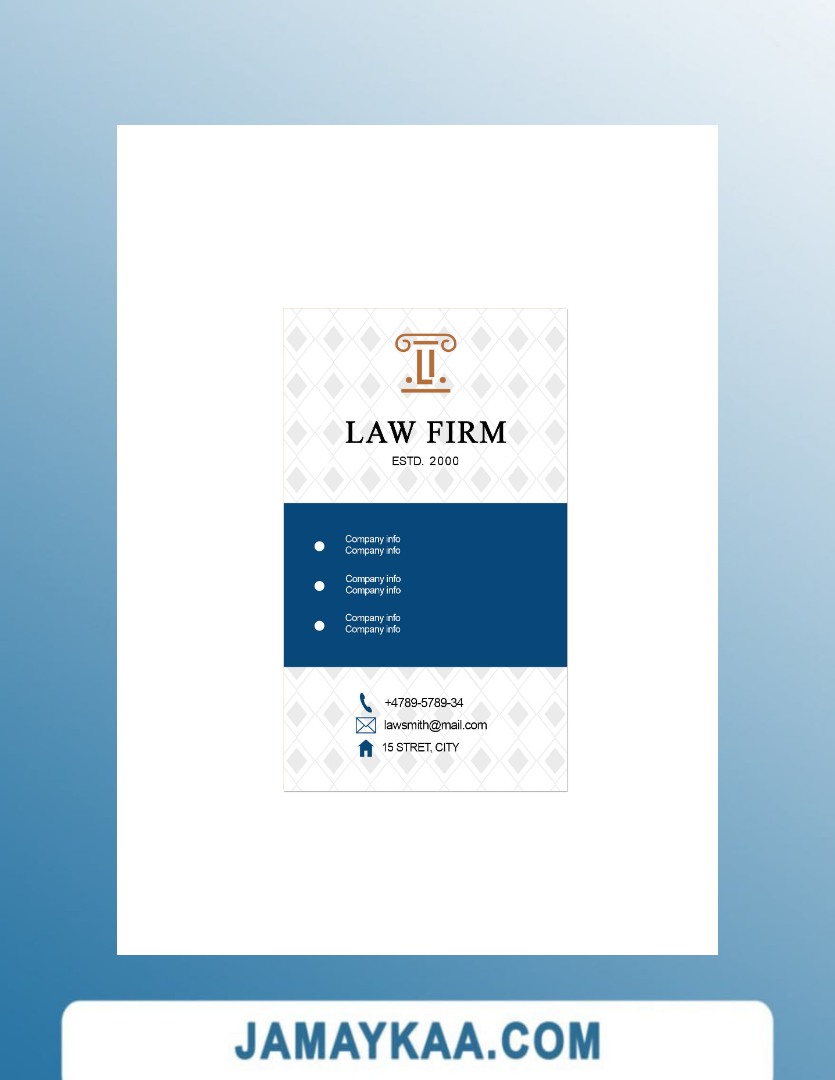 LAW FIRM
ESTD. 2000
Company info
Company info
Company info
Company info
Company info
Company info
+4789-5789-34
lawsmith@mail.com
15 STRET, CITY
JAMAYKAA.COM